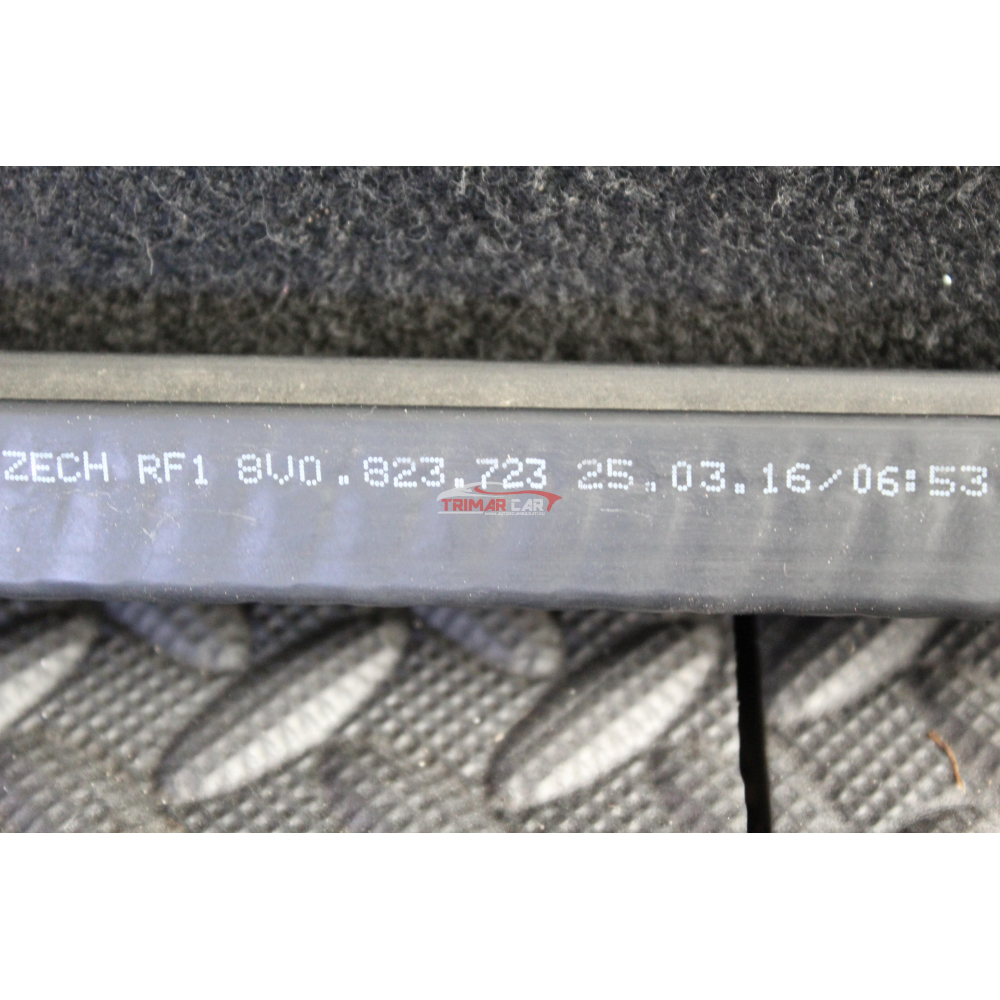 ZECH RF1 8V0.823.723 25.03.16/06:53
TRIMAR CAR